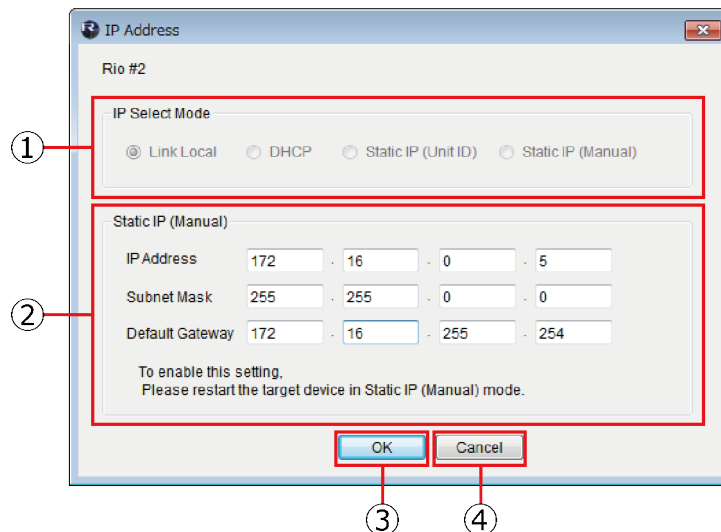 IP Address
Rio #2
IP Select Mode
Link Local DHCP Static IP (Unit ID) Static IP (Manual)
①
Static IP (Manual)
IP Address 172 . 16 . 0 . 5
Subnet Mask 255 . 255 . 0 . 0
②
Default Gateway 172 . 16 . 255 . 254
To enable this setting,
Please restart the target device in Static IP (Manual) mode.
OK Cancel
③ ④